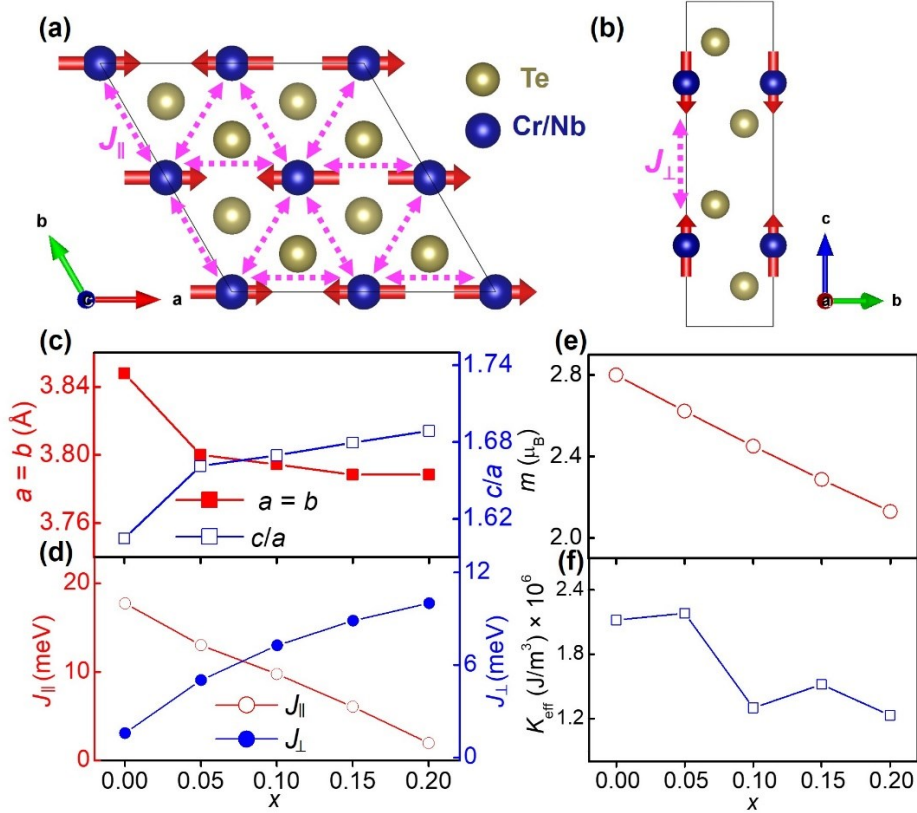 (a)
(b)
Te
Cr/Nb
J∥
J⊥
b
a
c
c
b
a
(c)
3.84
3.80
3.76
a = b (Å)
1.74
1.68
1.62
c/a
a = b
c/a
(d)
20
10
0
J∥ (meV)
12
6
0
J⊥ (meV)
J∥
J⊥
0.00 0.05 0.10 0.15 0.20
x
(e)
2.8
2.4
2.0
m (μB)
(f)
2.4
1.8
1.2
Keff (J/m³) × 10⁶
0.00 0.05 0.10 0.15 0.20
x